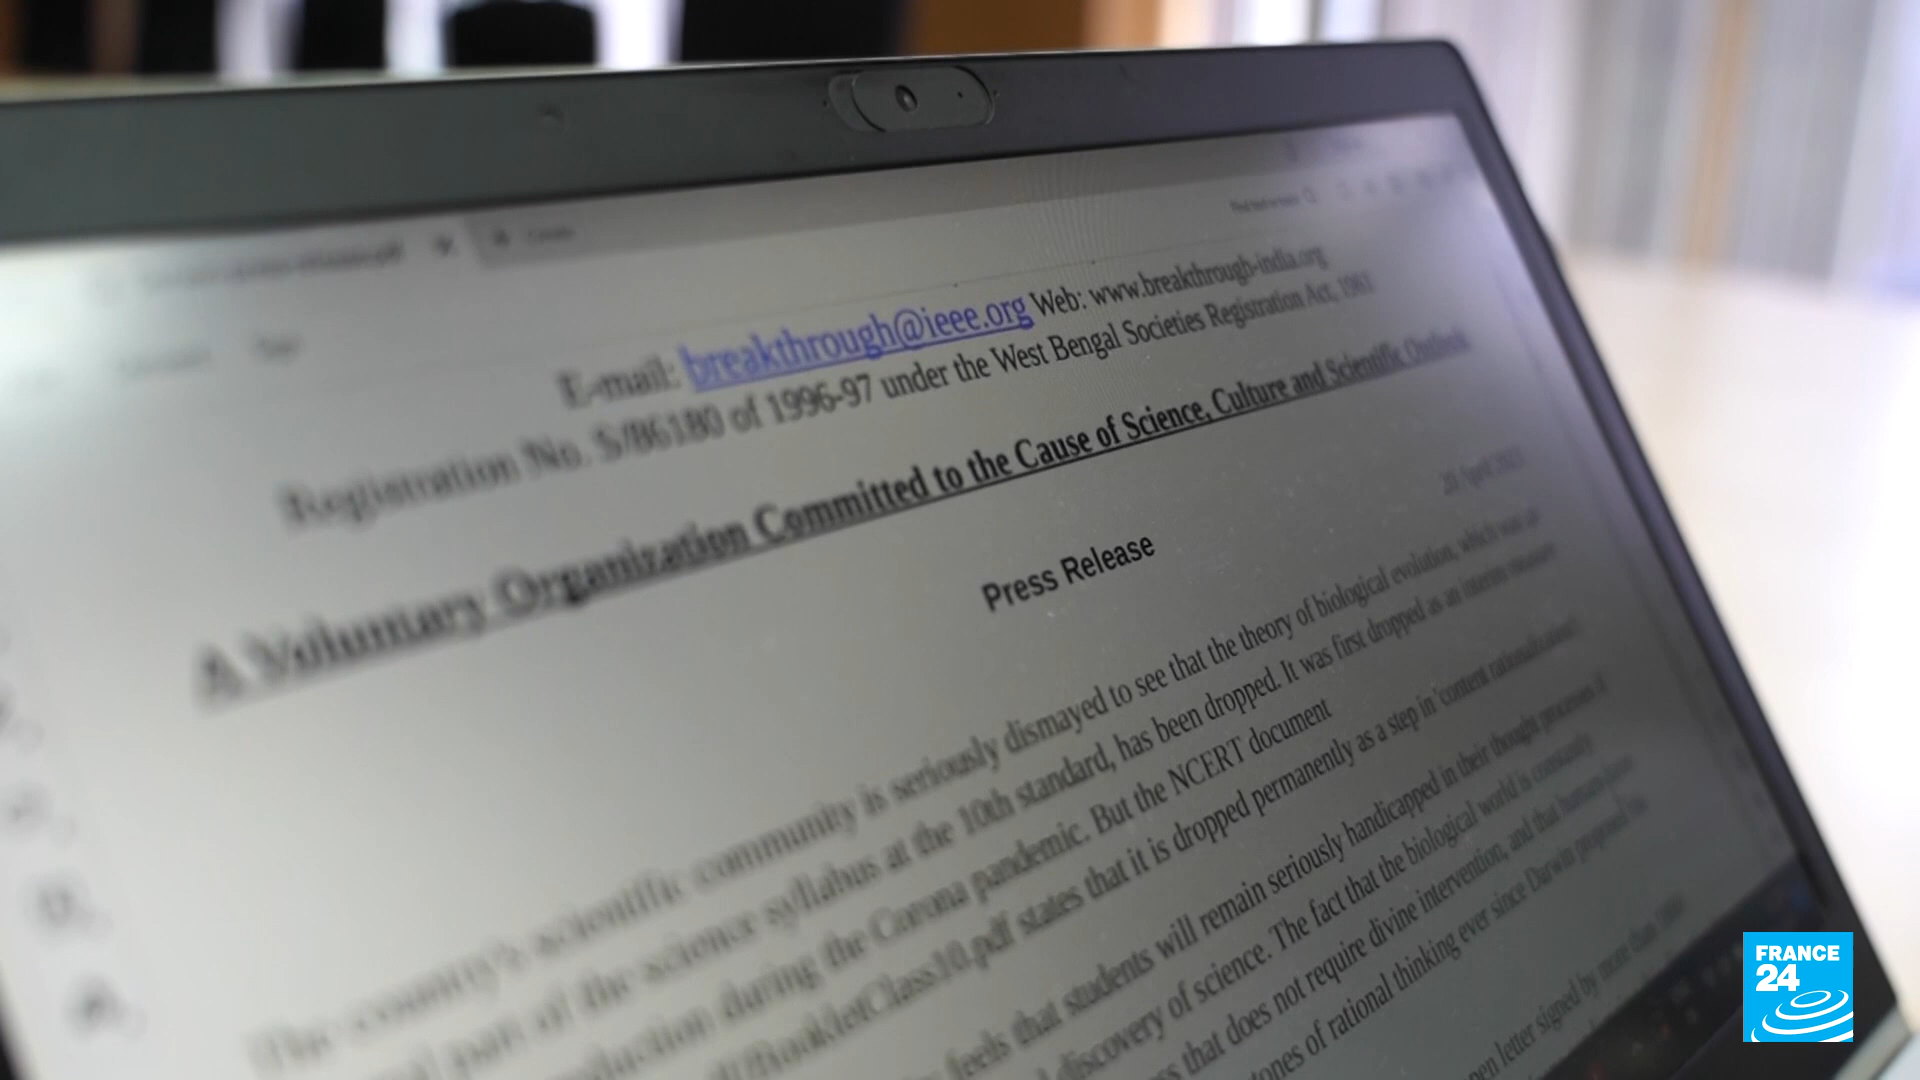 E-mail: breakthrough@ieee.org Web: www.breakthrough-india.org
Registration No. S/86180 of 1996-97 under the West Bengal Societies Registration Act, 1961
A Voluntary Organization Committed to the Cause of Science, Culture and Scientific Outlook
20 April
Press Release
The country's scientific community is seriously dismayed to see that the theory of biological evolution, which was
part of the science syllabus at the 10th standard, has been dropped. It was first dropped as an interim measure
during the Corona pandemic. But the NCERT document
/BookletClass10.pdf states that it is dropped permanently as a step in 'content rationalisation'.
feels that students will remain seriously handicapped in their thought processes
discovery of science. The fact that the biological world is constantly
that does not require divine intervention, and that humans have
of rational thinking ever since Darwin proposed his
open letter signed by more than
FRANCE
24